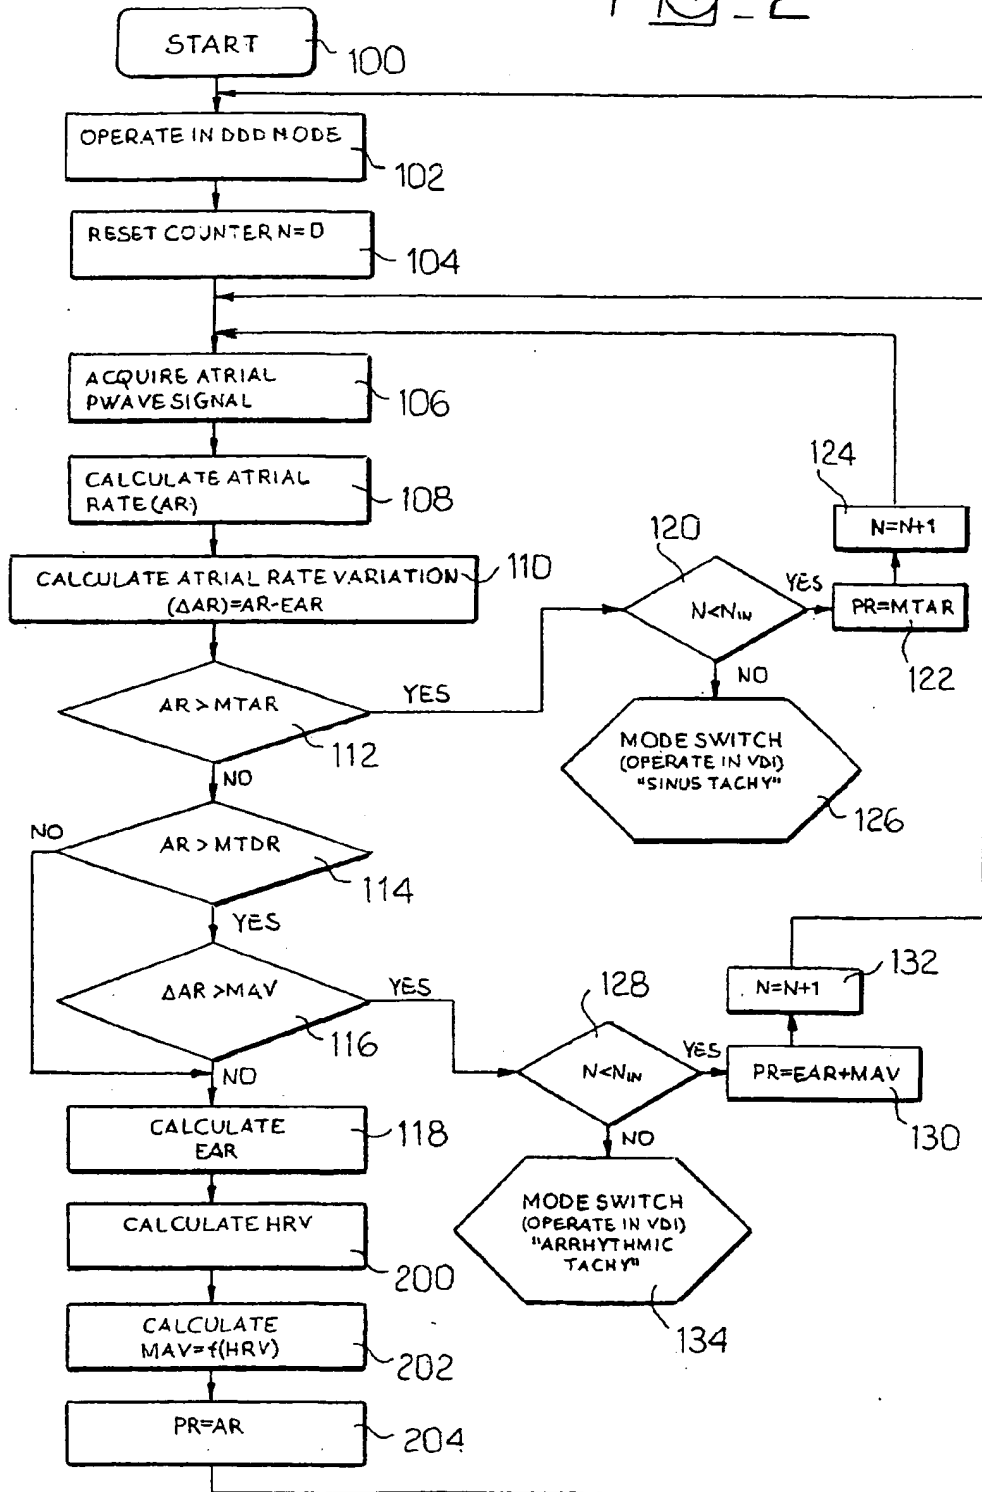 FIG_2
START
100
OPERATE IN DDD MODE
102
RESET COUNTER N=0
104
ACQUIRE ATRIAL
PWAVE SIGNAL
106
CALCULATE ATRIAL
RATE (AR)
108
CALCULATE ATRIAL RATE VARIATION
(ΔAR)=AR-EAR
110
AR>MTAR
112
YES
NO
120
N<NIN
YES
NO
PR=MTAR
122
124
N=N+1
MODE SWITCH
(OPERATE IN VDI)
"SINUS TACHY"
126
AR>MTDR
114
NO
YES
ΔAR>MAV
116
YES
NO
128
N<NIN
YES
NO
PR=EAR+MAV
130
N=N+1
132
MODE SWITCH
(OPERATE IN VDI)
"ARRHYTHMIC
TACHY"
134
CALCULATE
EAR
118
CALCULATE HRV
200
CALCULATE
MAV=f(HRV)
202
PR=AR
204